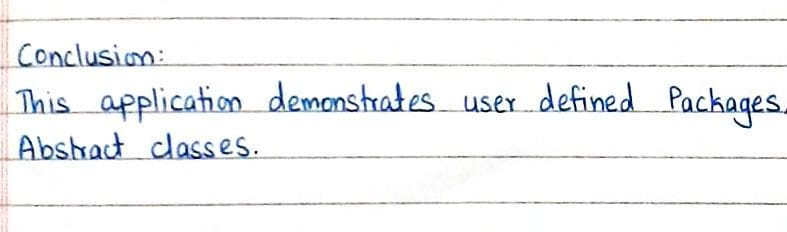 Conclusion:
This application demonstrates user defined Packages,
Abstract classes.